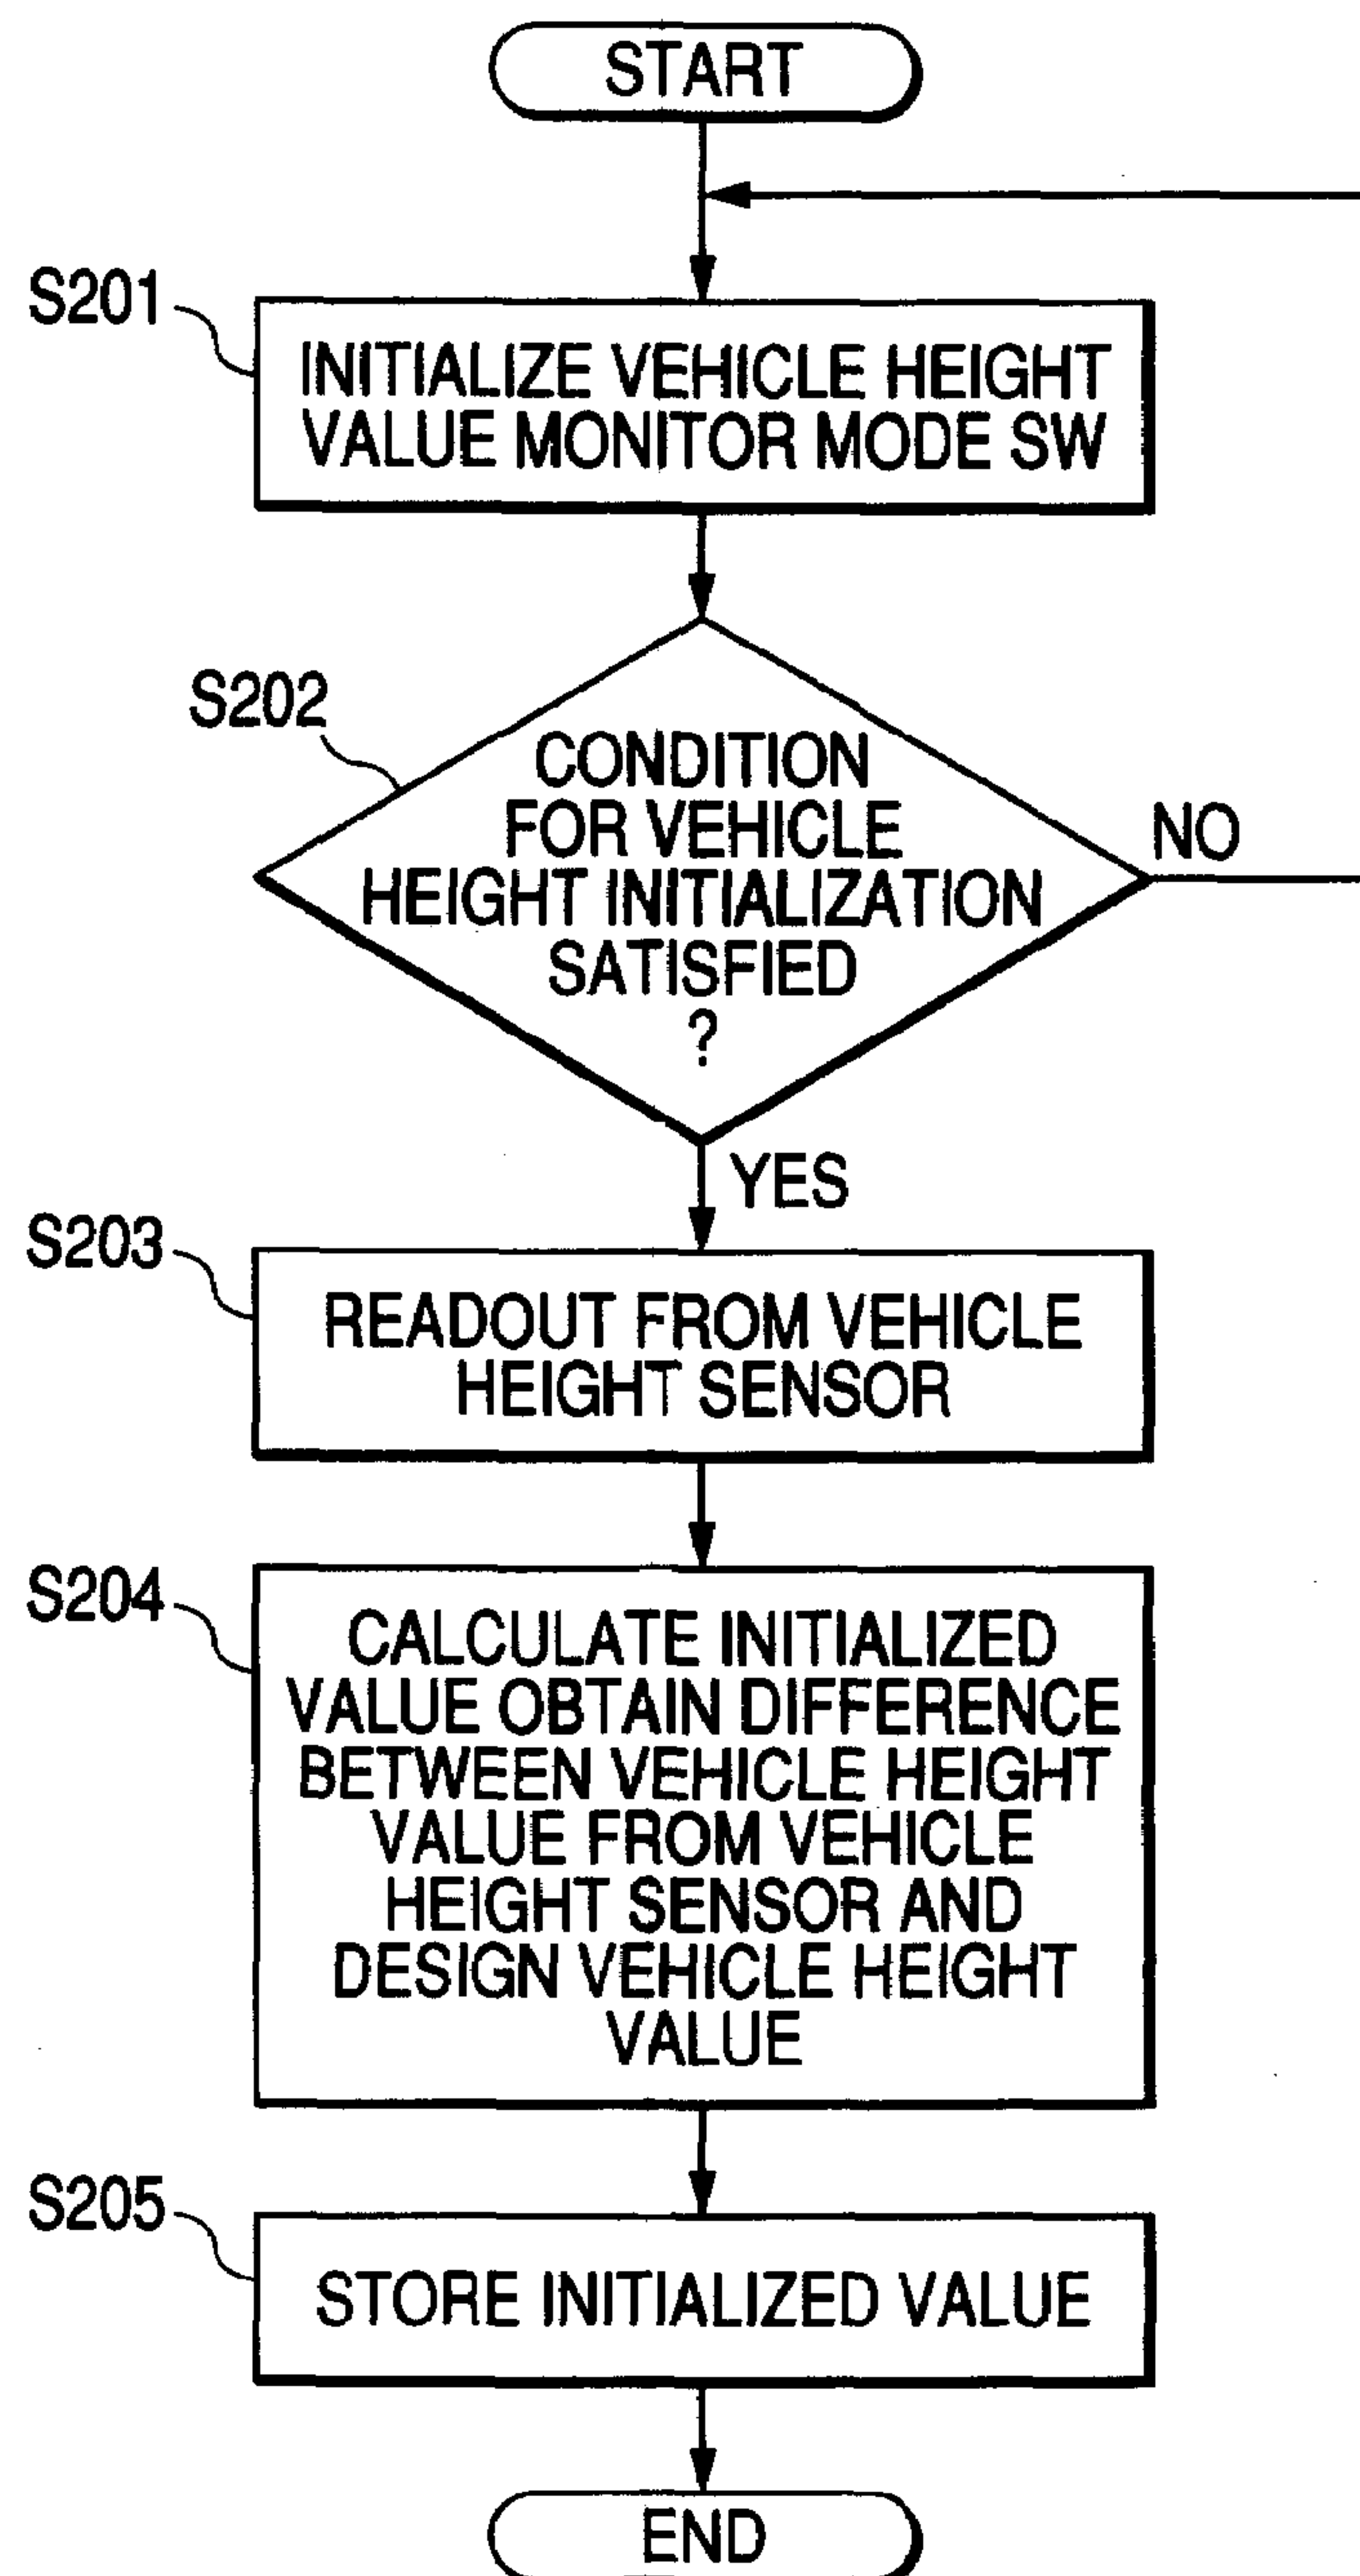 START
S201
INITIALIZE VEHICLE HEIGHT
VALUE MONITOR MODE SW
S202
CONDITION
FOR VEHICLE
HEIGHT INITIALIZATION
SATISFIED
?
NO
YES
S203
READOUT FROM VEHICLE
HEIGHT SENSOR
S204
CALCULATE INITIALIZED
VALUE OBTAIN DIFFERENCE
BETWEEN VEHICLE HEIGHT
VALUE FROM VEHICLE
HEIGHT SENSOR AND
DESIGN VEHICLE HEIGHT
VALUE
S205
STORE INITIALIZED VALUE
END